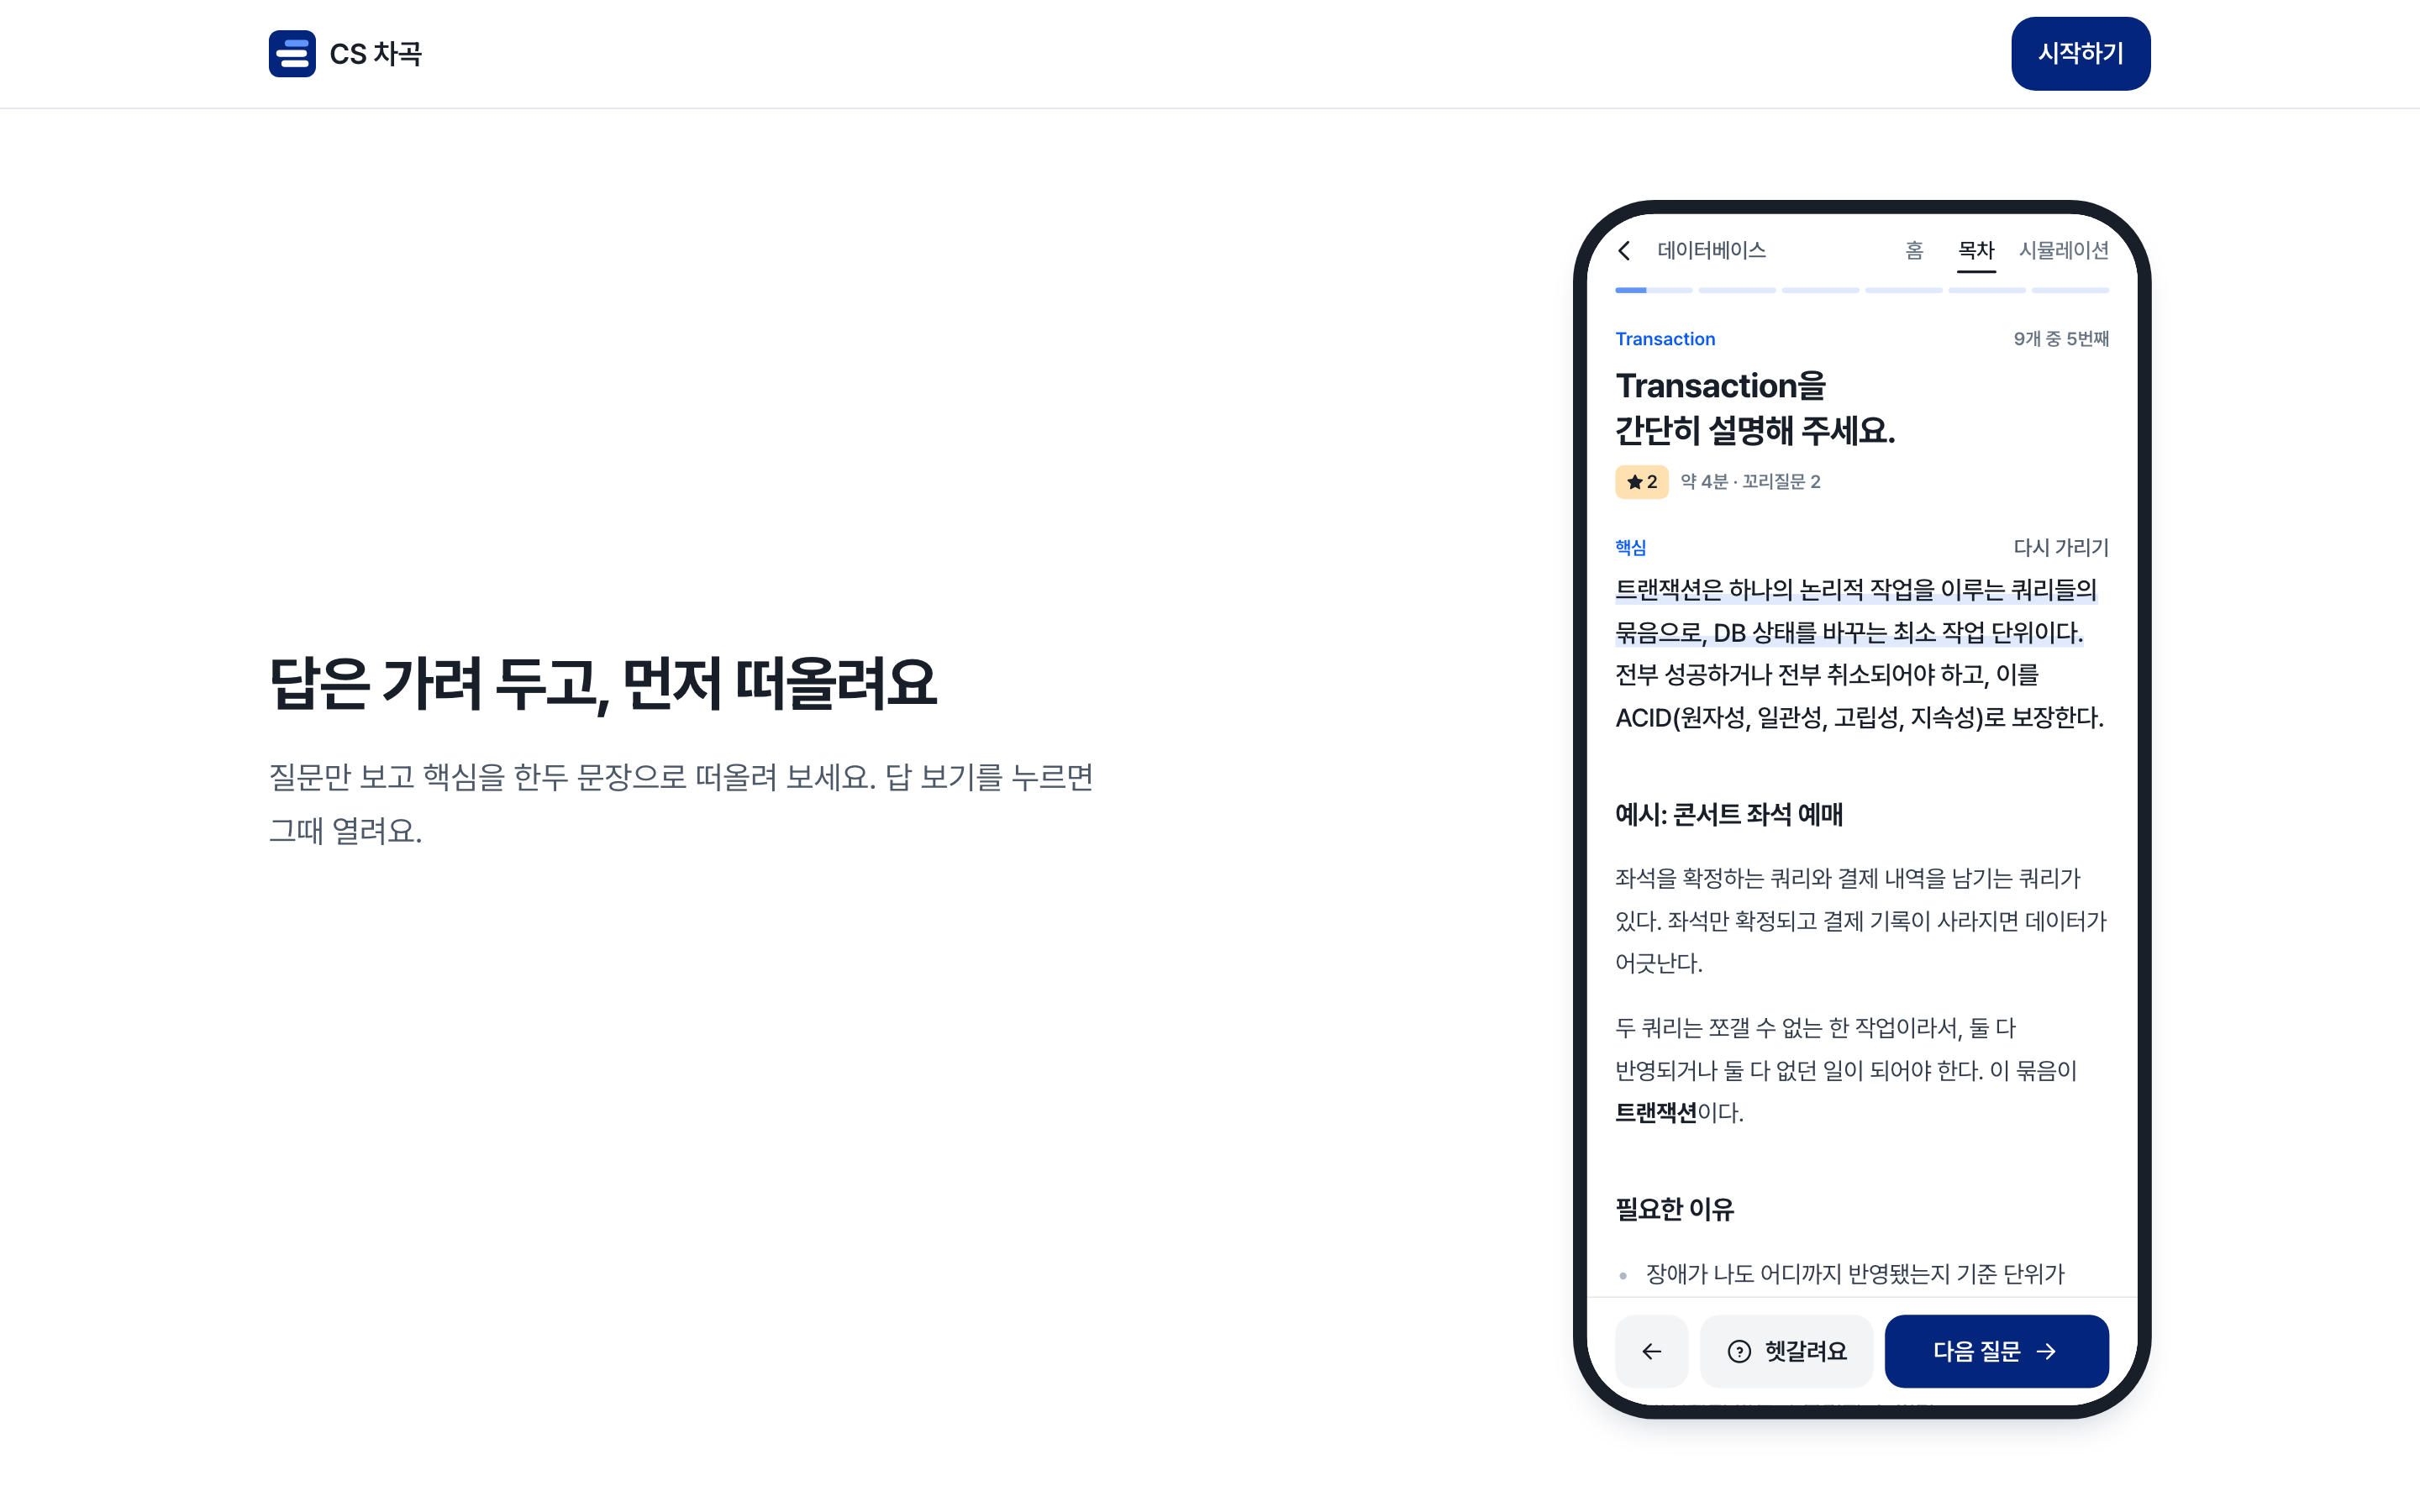 CS 차곡
시작하기
답은 가려 두고, 먼저 떠올려요
질문만 보고 핵심을 한두 문장으로 떠올려 보세요. 답 보기를 누르면
그때 열려요.
데이터베이스 홈 목차 시뮬레이션
Transaction 9개 중 5번째
Transaction을
간단히 설명해 주세요.
★2 약 4분 · 꼬리질문 2
핵심 다시 가리기
트랜잭션은 하나의 논리적 작업을 이루는 쿼리들의
묶음으로, DB 상태를 바꾸는 최소 작업 단위이다.
전부 성공하거나 전부 취소되어야 하고, 이를
ACID(원자성, 일관성, 고립성, 지속성)로 보장한다.
예시: 콘서트 좌석 예매
좌석을 확정하는 쿼리와 결제 내역을 남기는 쿼리가
있다. 좌석만 확정되고 결제 기록이 사라지면 데이터가
어긋난다.
두 쿼리는 쪼갤 수 없는 한 작업이라서, 둘 다
반영되거나 둘 다 없던 일이 되어야 한다. 이 묶음이
트랜잭션이다.
필요한 이유
• 장애가 나도 어디까지 반영됐는지 기준 단위가
← 헷갈려요 다음 질문 →